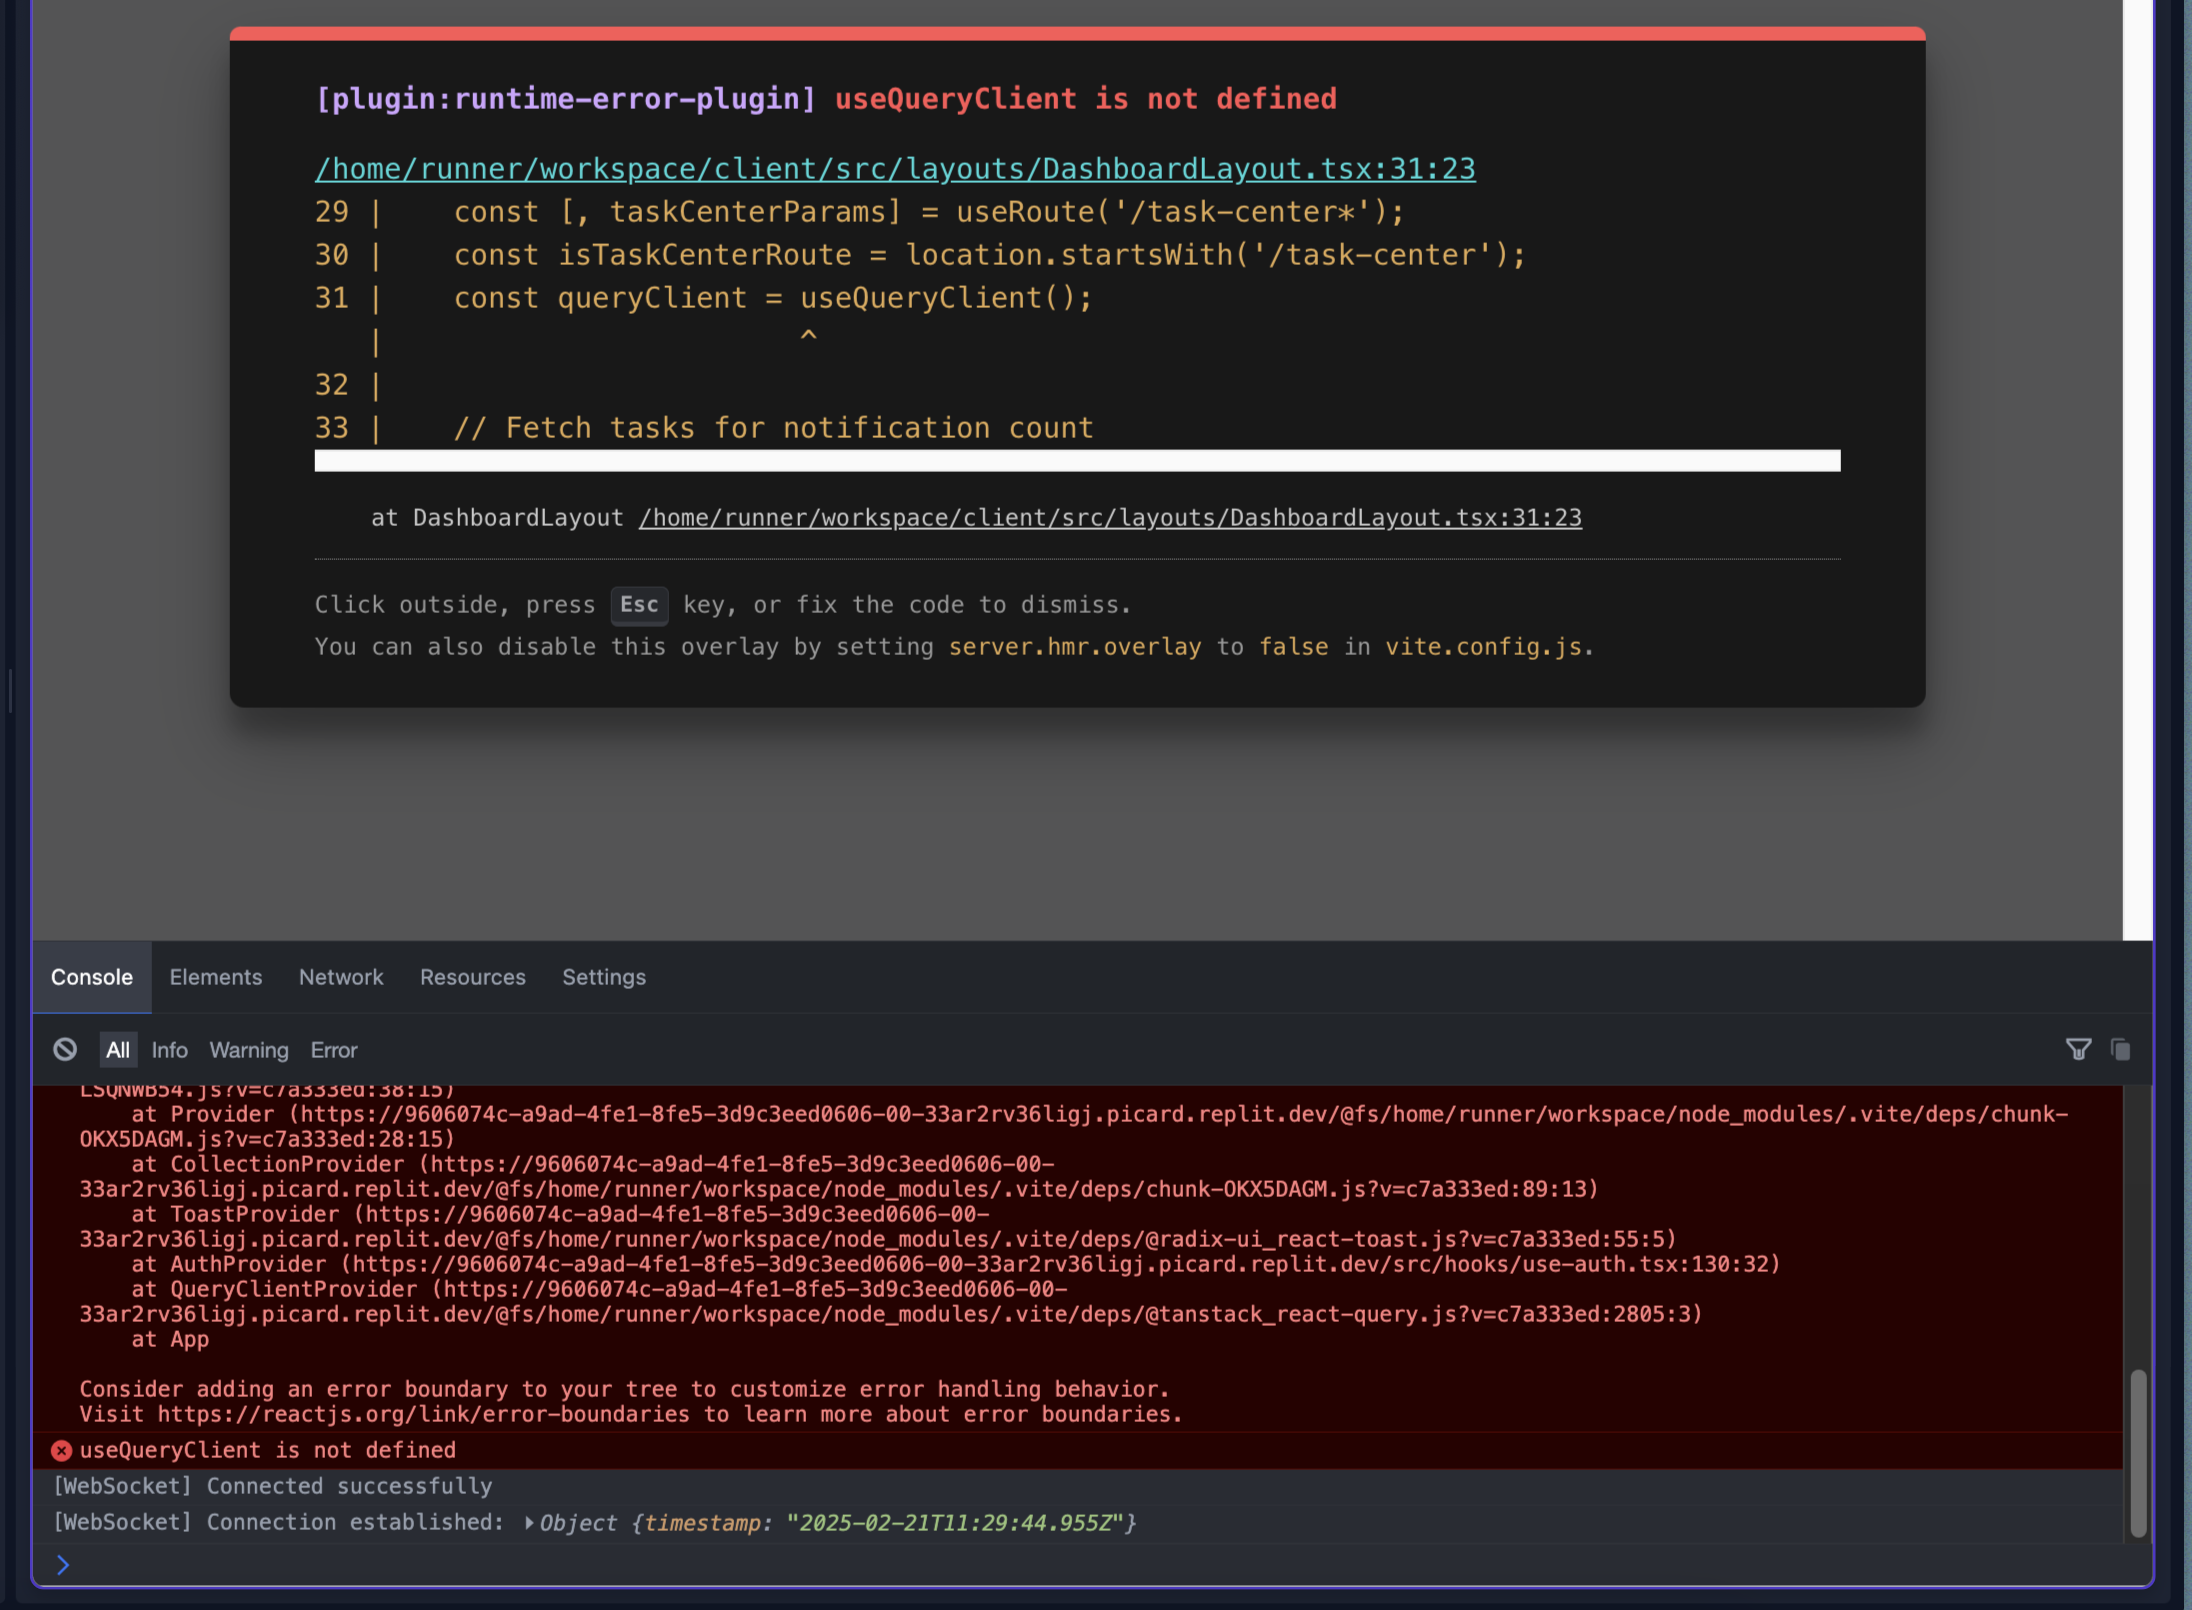 [plugin:runtime-error-plugin] useQueryClient is not defined
/home/runner/workspace/client/src/layouts/DashboardLayout.tsx:31:23
29 |    const [, taskCenterParams] = useRoute('/task-center*');
30 |    const isTaskCenterRoute = location.startsWith('/task-center');
31 |    const queryClient = useQueryClient();
   |                        ^
32 |
33 |    // Fetch tasks for notification count
at DashboardLayout /home/runner/workspace/client/src/layouts/DashboardLayout.tsx:31:23
Click outside, press Esc key, or fix the code to dismiss.
You can also disable this overlay by setting server.hmr.overlay to false in vite.config.js.
Console Elements Network Resources Settings
All Info Warning Error
LSQNWB54.js?v=c7a333ed:38:15)
    at Provider (https://9606074c-a9ad-4fe1-8fe5-3d9c3eed0606-00-33ar2rv36ligj.picard.replit.dev/@fs/home/runner/workspace/node_modules/.vite/deps/chunk-
OKX5DAGM.js?v=c7a333ed:28:15)
    at CollectionProvider (https://9606074c-a9ad-4fe1-8fe5-3d9c3eed0606-00-
33ar2rv36ligj.picard.replit.dev/@fs/home/runner/workspace/node_modules/.vite/deps/chunk-OKX5DAGM.js?v=c7a333ed:89:13)
    at ToastProvider (https://9606074c-a9ad-4fe1-8fe5-3d9c3eed0606-00-
33ar2rv36ligj.picard.replit.dev/@fs/home/runner/workspace/node_modules/.vite/deps/@radix-ui_react-toast.js?v=c7a333ed:55:5)
    at AuthProvider (https://9606074c-a9ad-4fe1-8fe5-3d9c3eed0606-00-33ar2rv36ligj.picard.replit.dev/src/hooks/use-auth.tsx:130:32)
    at QueryClientProvider (https://9606074c-a9ad-4fe1-8fe5-3d9c3eed0606-00-
33ar2rv36ligj.picard.replit.dev/@fs/home/runner/workspace/node_modules/.vite/deps/@tanstack_react-query.js?v=c7a333ed:2805:3)
    at App
Consider adding an error boundary to your tree to customize error handling behavior.
Visit https://reactjs.org/link/error-boundaries to learn more about error boundaries.
useQueryClient is not defined
[WebSocket] Connected successfully
[WebSocket] Connection established: Object {timestamp: "2025-02-21T11:29:44.955Z"}